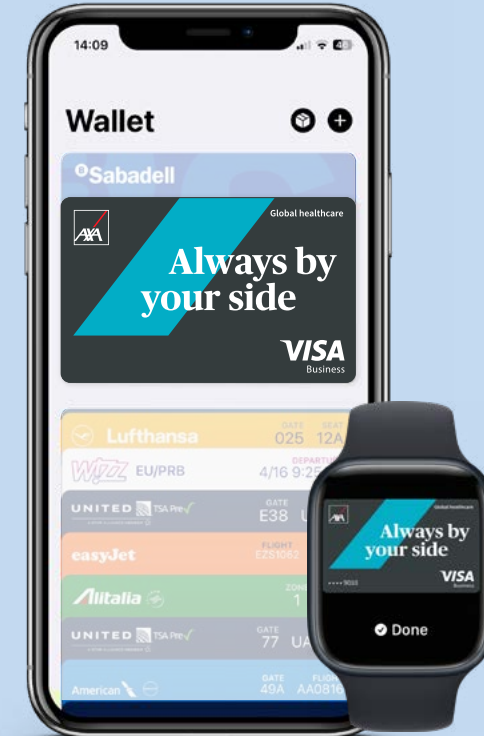 14:09
Wallet
Sabadell
AXA
Global healthcare
Always by
your side
VISA
Business
GATE SEAT
Lufthansa 025 12A
DEPARTURE
Wizz EU/PRB 4/16 9:25
GATE
UNITED TSA Pre✓ E38
FLIGHT
easyJet
ZONE
Alitalia 1
GATE
UNITED TSA Pre✓ 77 UA
GATE FLIGHT
American 49A AA0816
AXA
Global healthcare
Always by
your side
VISA
Business
Done